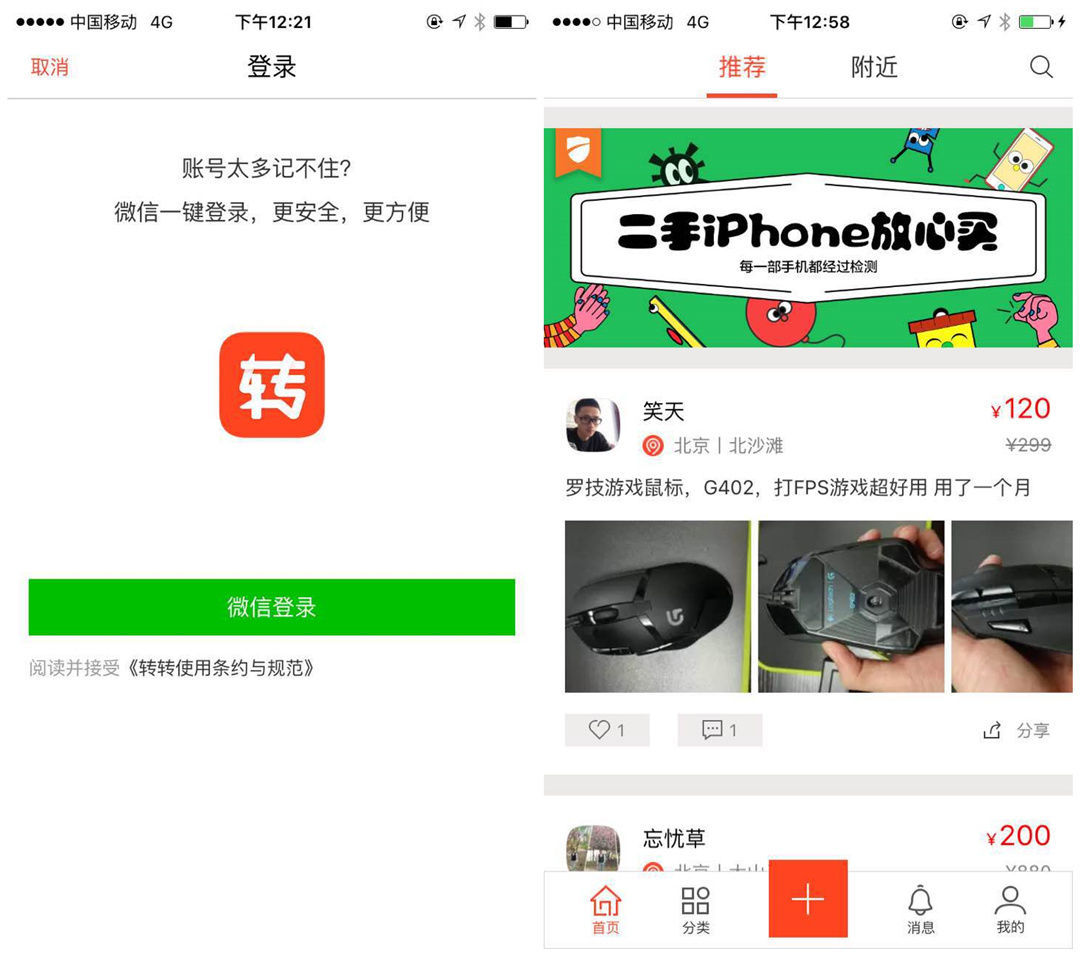 中国移动 4G 下午12:21
取消 登录
账号太多记不住?
微信一键登录，更安全，更方便
转
微信登录
阅读并接受《转转使用条约与规范》
中国移动 4G 下午12:58
推荐 附近
二手iPhone放心买
每一部手机都经过检测
笑天 ¥120
北京丨北沙滩 ¥299
罗技游戏鼠标，G402，打FPS游戏超好用 用了一个月
Logitech G402
1 1 分享
忘忧草 ¥200
首页 分类 消息 我的